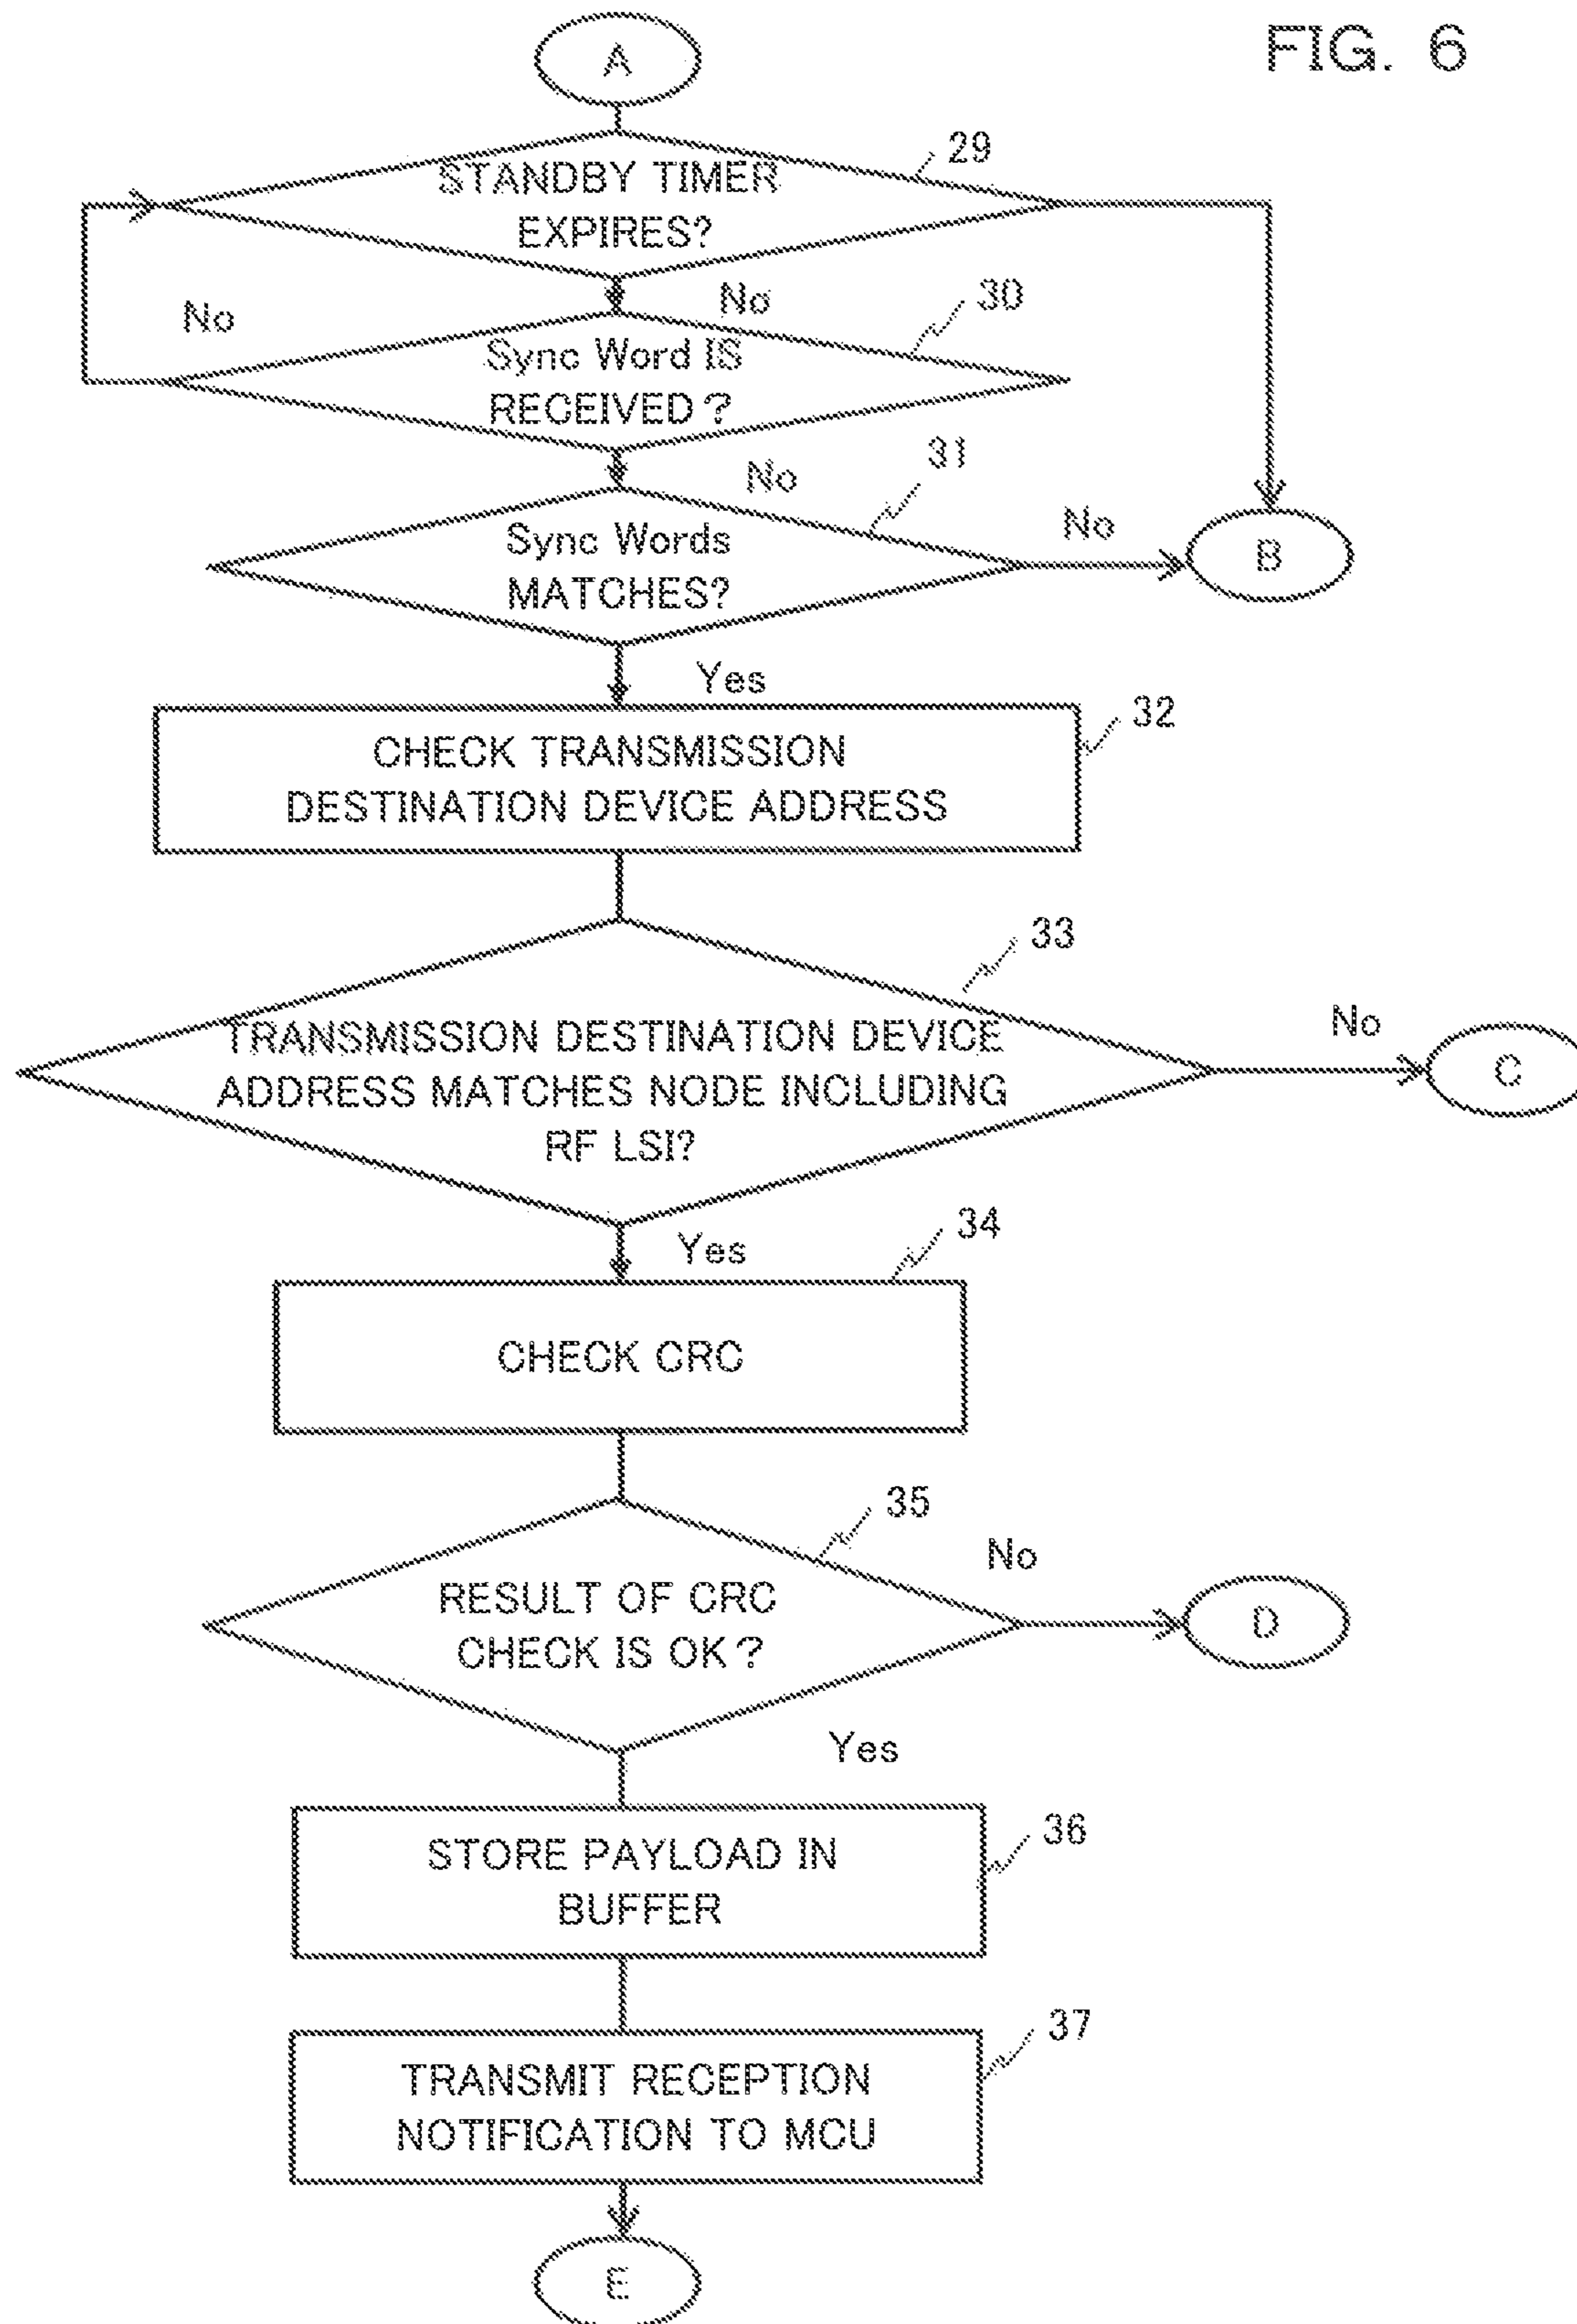 FIG. 6
A
29
STANDBY TIMER
EXPIRES?
No
No
30
Sync Word IS
RECEIVED?
No
31
Sync Words
MATCHES?
No
B
Yes
32
CHECK TRANSMISSION
DESTINATION DEVICE ADDRESS
33
TRANSMISSION DESTINATION DEVICE
ADDRESS MATCHES NODE INCLUDING
RF LSI?
No
C
Yes
34
CHECK CRC
35
RESULT OF CRC
CHECK IS OK?
No
D
Yes
36
STORE PAYLOAD IN
BUFFER
37
TRANSMIT RECEPTION
NOTIFICATION TO MCU
E